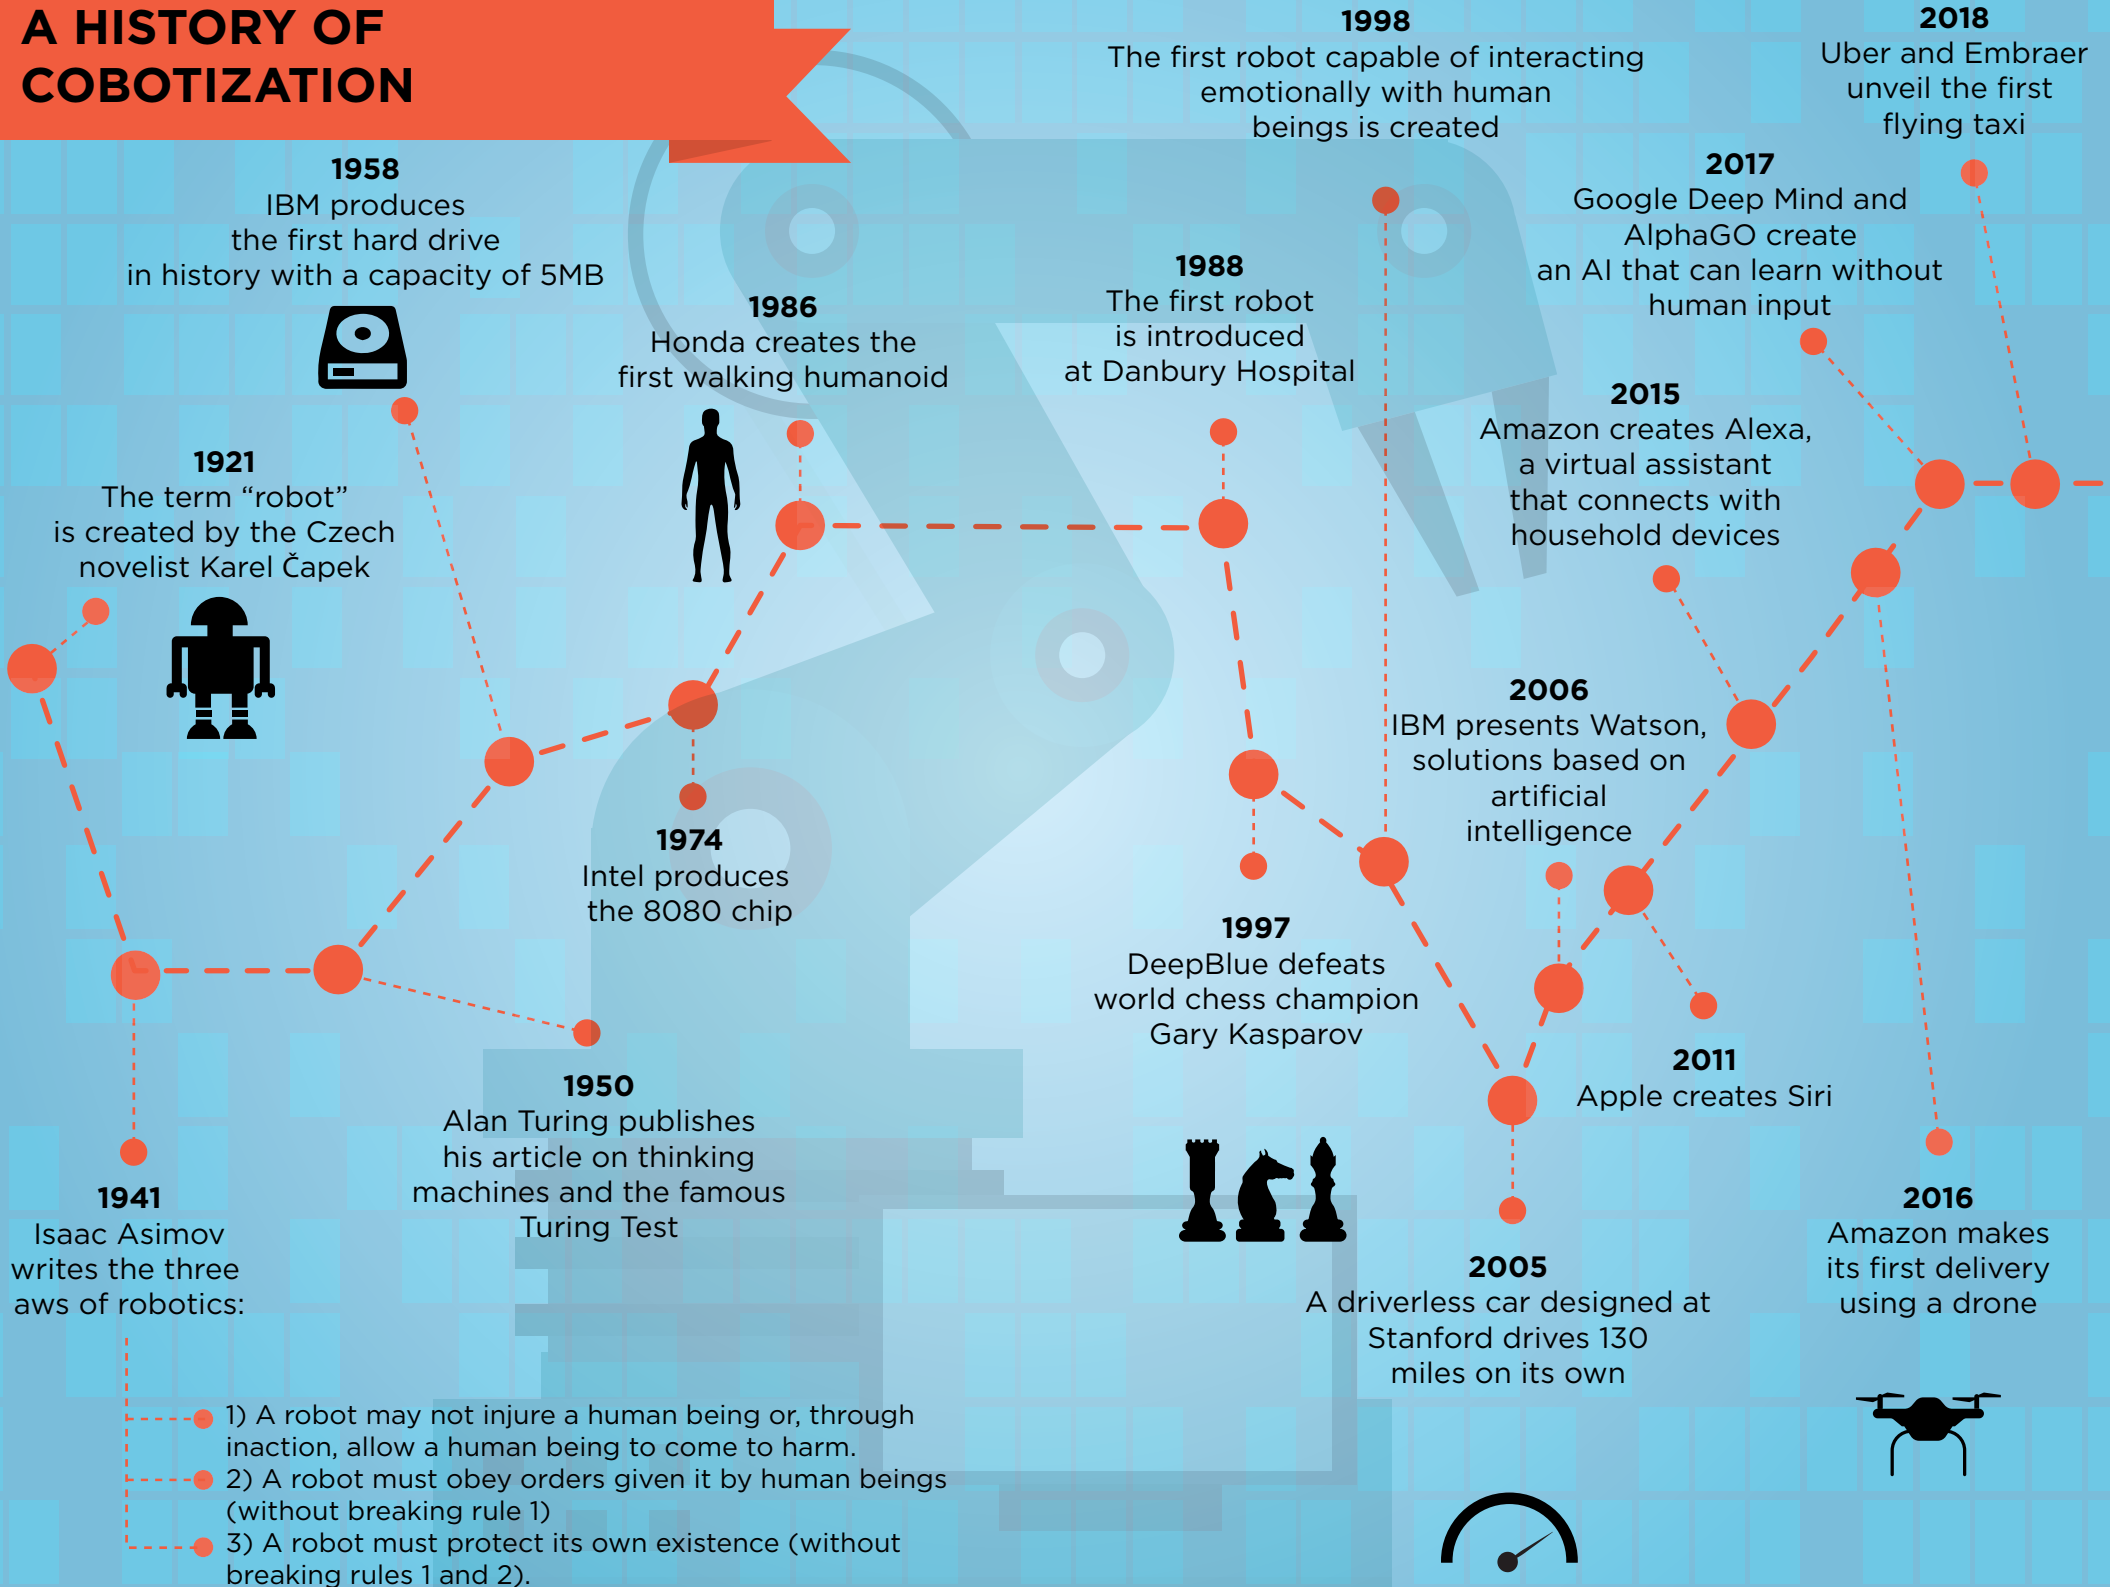 A HISTORY OF
COBOTIZATION
1921
The term “robot”
is created by the Czech
novelist Karel Čapek
1941
Isaac Asimov
writes the three
aws of robotics:
1) A robot may not injure a human being or, through
inaction, allow a human being to come to harm.
2) A robot must obey orders given it by human beings
(without breaking rule 1)
3) A robot must protect its own existence (without
breaking rules 1 and 2).
1950
Alan Turing publishes
his article on thinking
machines and the famous
Turing Test
1958
IBM produces
the first hard drive
in history with a capacity of 5MB
1974
Intel produces
the 8080 chip
1986
Honda creates the
first walking humanoid
1988
The first robot
is introduced
at Danbury Hospital
1997
DeepBlue defeats
world chess champion
Gary Kasparov
1998
The first robot capable of interacting
emotionally with human
beings is created
2005
A driverless car designed at
Stanford drives 130
miles on its own
2006
IBM presents Watson,
solutions based on
artificial
intelligence
2011
Apple creates Siri
2015
Amazon creates Alexa,
a virtual assistant
that connects with
household devices
2016
Amazon makes
its first delivery
using a drone
2017
Google Deep Mind and
AlphaGO create
an AI that can learn without
human input
2018
Uber and Embraer
unveil the first
flying taxi